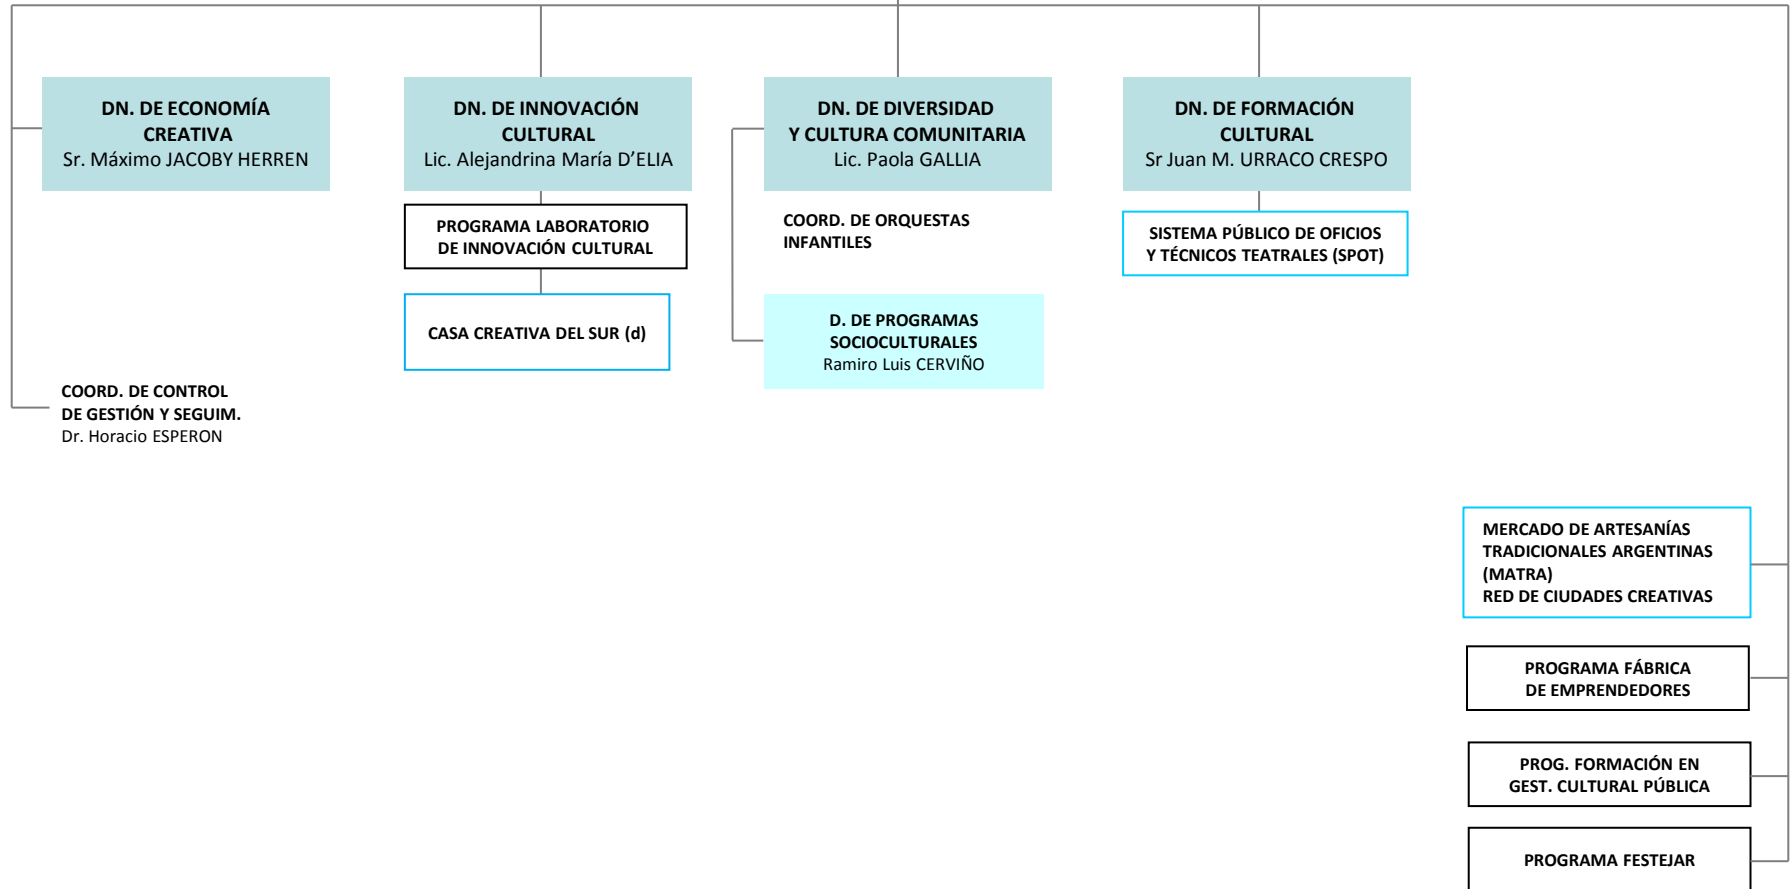 DN. DE ECONOMÍA
CREATIVA
Sr. Máximo JACOBY HERREN
DN. DE INNOVACIÓN
CULTURAL
Lic. Alejandrina María D’ELIA
DN. DE DIVERSIDAD
Y CULTURA COMUNITARIA
Lic. Paola GALLIA
DN. DE FORMACIÓN
CULTURAL
Sr Juan M. URRACO CRESPO
PROGRAMA LABORATORIO
DE INNOVACIÓN CULTURAL
COORD. DE ORQUESTAS
INFANTILES
SISTEMA PÚBLICO DE OFICIOS
Y TÉCNICOS TEATRALES (SPOT)
CASA CREATIVA DEL SUR (d)
D. DE PROGRAMAS
SOCIOCULTURALES
Ramiro Luis CERVIÑO
COORD. DE CONTROL
DE GESTIÓN Y SEGUIM.
Dr. Horacio ESPERON
MERCADO DE ARTESANÍAS
TRADICIONALES ARGENTINAS
(MATRA)
RED DE CIUDADES CREATIVAS
PROGRAMA FÁBRICA
DE EMPRENDEDORES
PROG. FORMACIÓN EN
GEST. CULTURAL PÚBLICA
PROGRAMA FESTEJAR